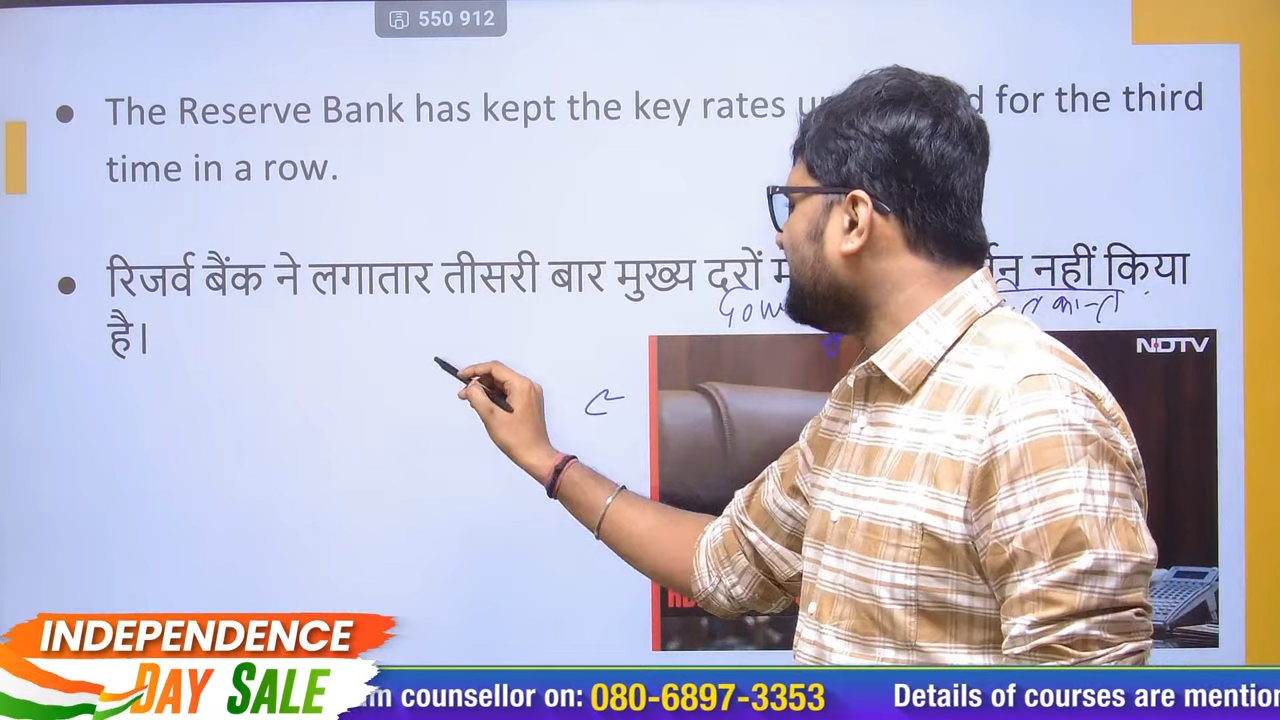 550 912
The Reserve Bank has kept the key rates for the third
time in a row.
रिजर्व बैंक ने लगातार तीसरी बार मुख्य दरों नहीं किया
है।
NDTV
INDEPENDENCE
DAY SALE
counsellor on: 080-6897-3353 Details of courses are